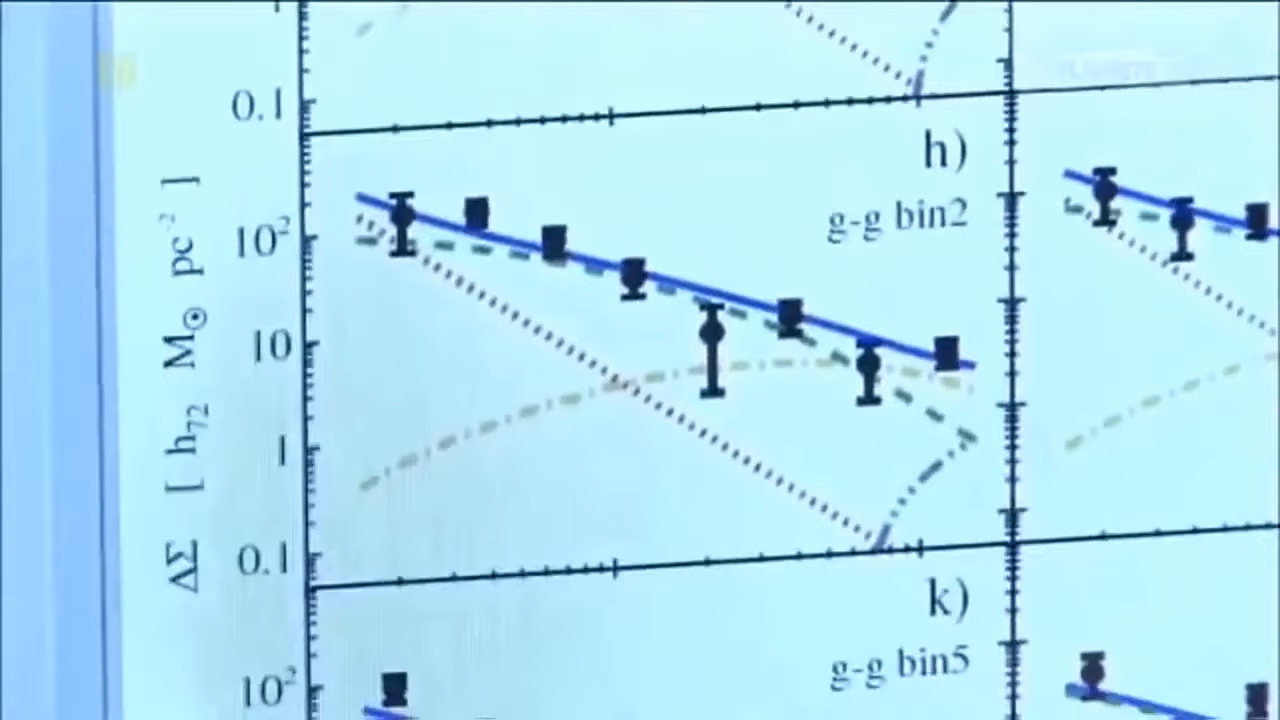 0.1
h)
g-g bin2
10²
10
1
0.1
ΔΣ [ h₇₂ M☉ pc⁻² ]
k)
g-g bin5
10²